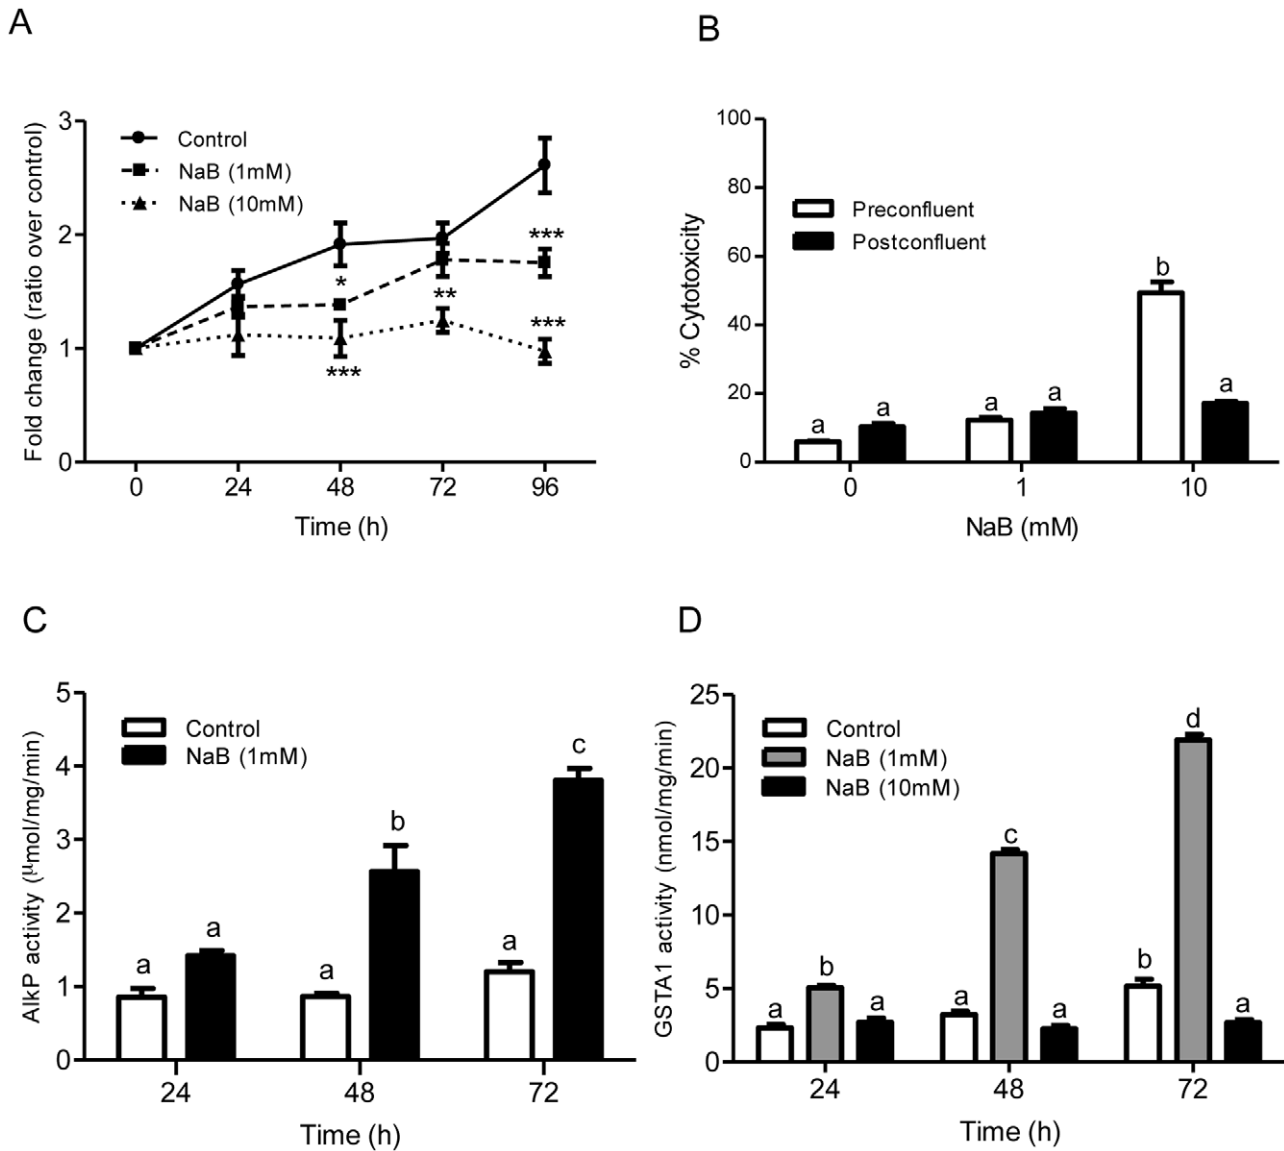 A
Fold change (ratio over control)
3
2
1
0
Control
NaB (1mM)
NaB (10mM)
*
***
**
***
***
0 24 48 72 96
Time (h)
B
% Cytotoxicity
100
80
60
40
20
0
Preconfluent
Postconfluent
a a a a b a
0 1 10
NaB (mM)
C
AlkP activity (μmol/mg/min)
5
4
3
2
1
0
Control
NaB (1mM)
a a a b a c
24 48 72
Time (h)
D
GSTA1 activity (nmol/mg/min)
25
20
15
10
5
0
Control
NaB (1mM)
NaB (10mM)
a b a a c a b d a
24 48 72
Time (h)